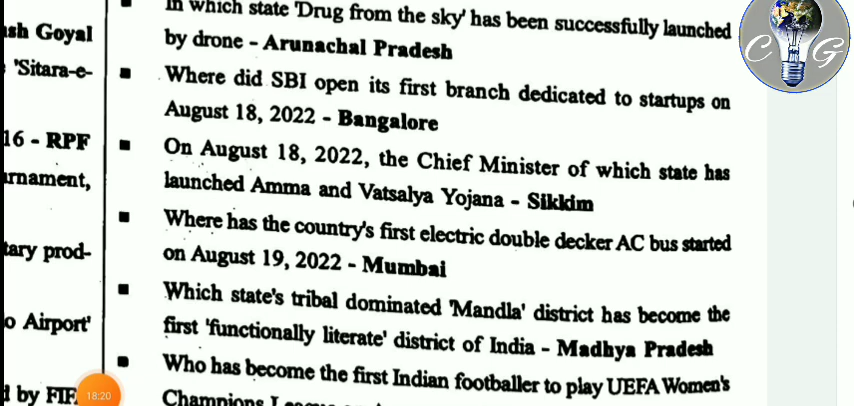 ash Goyal
'Sitara-e-
16 - RPF
tary prod-
o Airport'
by FIF
18:20
In which state 'Drug from the sky' has been successfully launched
by drone - Arunachal Pradesh
Where did SBI open its first branch dedicated to startups on
August 18, 2022 - Bangalore
On August 18, 2022, the Chief Minister of which state has
launched Amma and Vatsalya Yojana - Sikkim
Where has the country's first electric double decker AC bus started
on August 19, 2022 - Mumbai
Which state's tribal dominated 'Mandla' district has become the
first 'functionally literate' district of India - Madhya Pradesh
Who has become the first Indian footballer to play UEFA Women's
Champions
C G